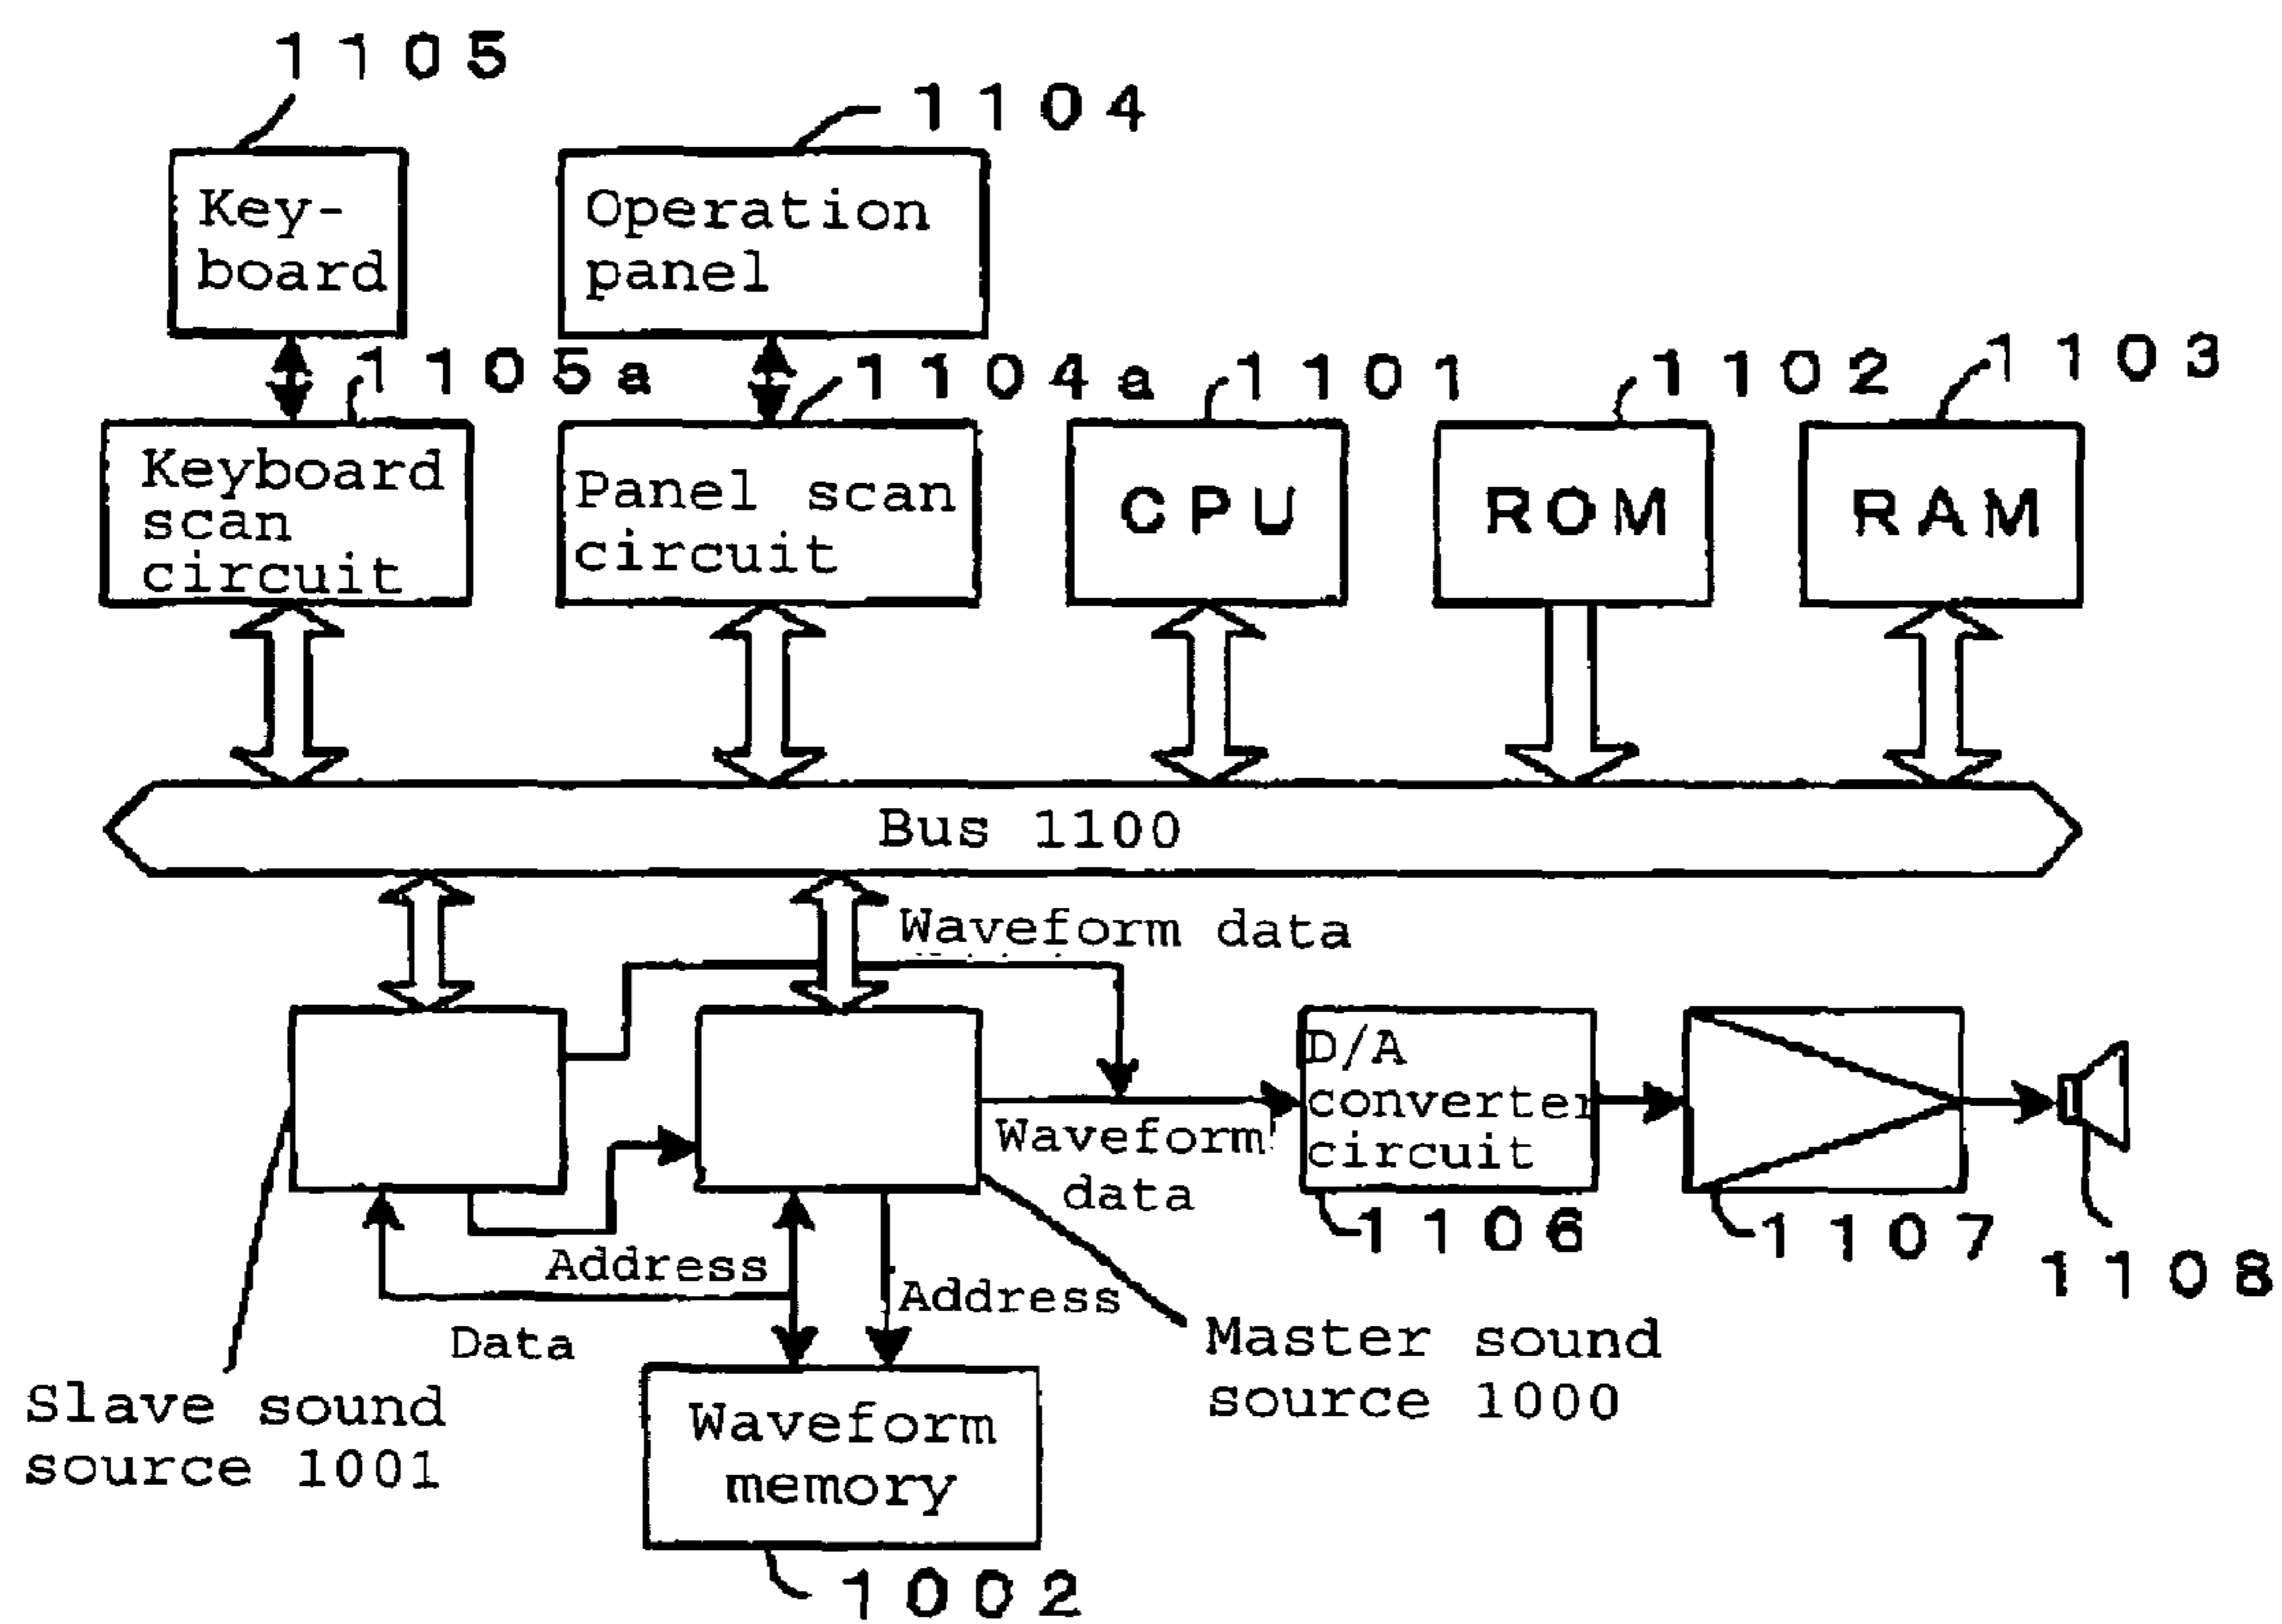 1105
1104
Key-
board
Operation
panel
1105a
1104a
1101
1102
1103
Keyboard
scan
circuit
Panel scan
circuit
CPU
ROM
RAM
Bus 1100
Waveform data
D/A
converter
circuit
Waveform
data
1106
1107
1108
Address
Address
Data
Master sound
source 1000
Slave sound
source 1001
Waveform
memory
1002